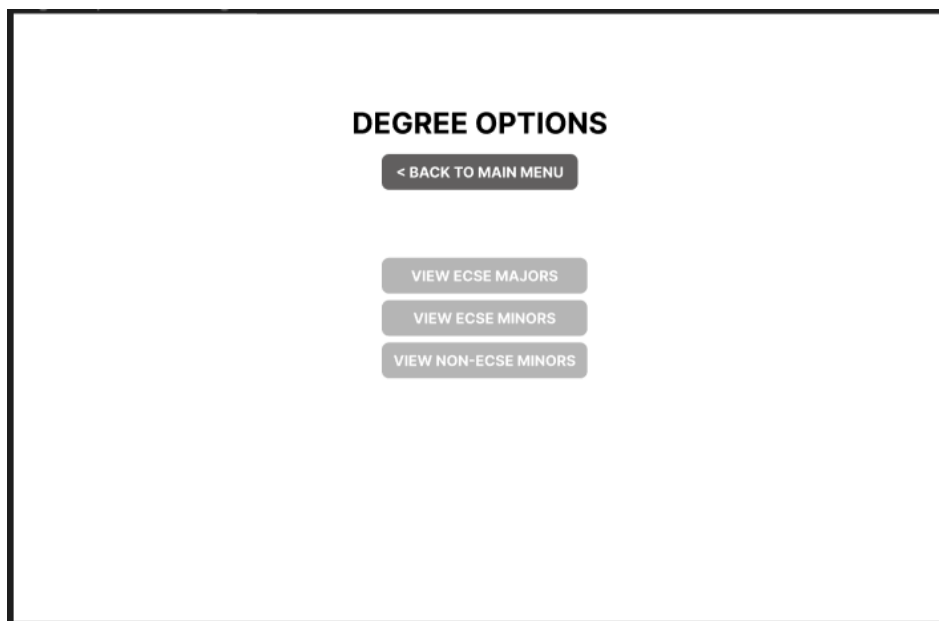 DEGREE OPTIONS
< BACK TO MAIN MENU
VIEW ECSE MAJORS
VIEW ECSE MINORS
VIEW NON-ECSE MINORS